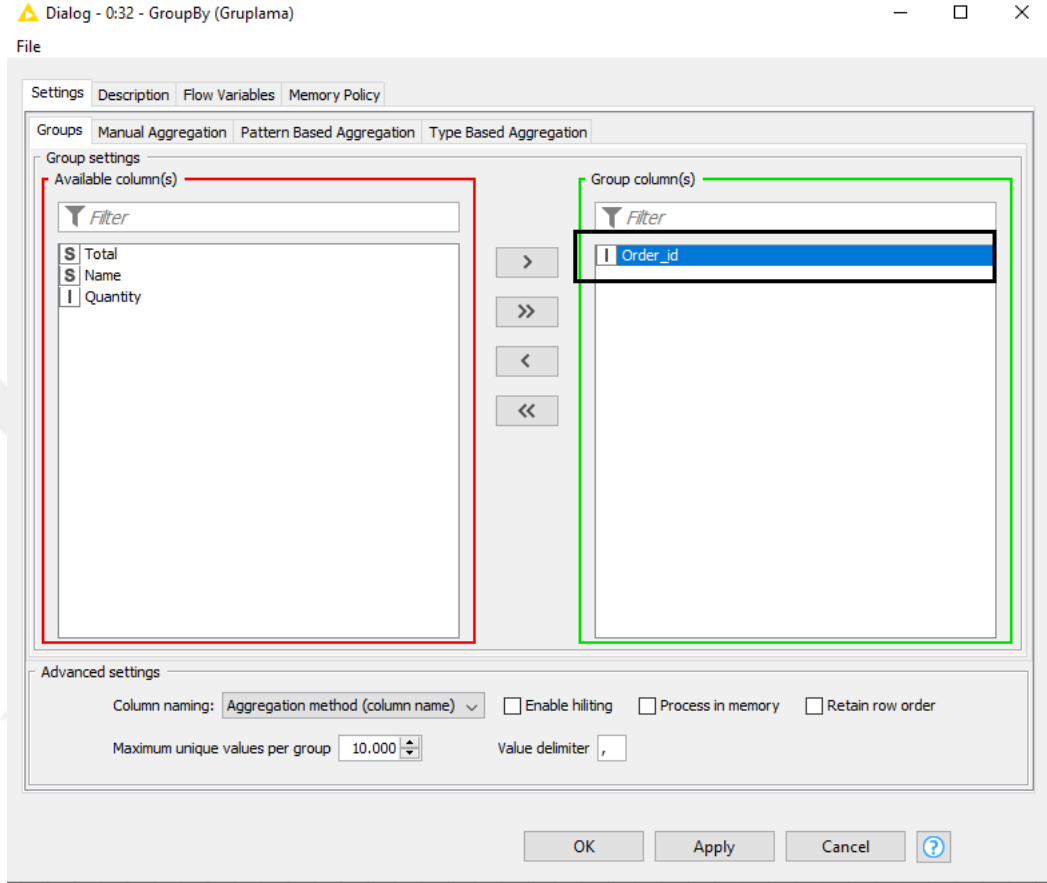 Dialog - 0:32 - GroupBy (Gruplama)
File
Settings Description Flow Variables Memory Policy
Groups Manual Aggregation Pattern Based Aggregation Type Based Aggregation
Group settings
Available column(s) Group column(s)
Filter Filter
S Total I Order_id
S Name
I Quantity
> 
>>
<
<<
Advanced settings
Column naming: Aggregation method (column name) Enable hiliting Process in memory Retain row order
Maximum unique values per group 10.000 Value delimiter ,
OK Apply Cancel ?